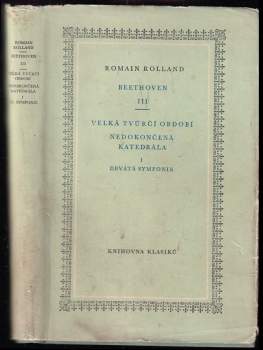 ROMAIN
ROLLAND
BEETHOVEN
III
VELKÁ TVŮRČÍ
OBDOBÍ
NEDOKONČENÁ
KATEDRÁLA
I
IX. SYMFONIE
ROMAIN ROLLAND
BEETHOVEN
III
VELKÁ TVŮRČÍ OBDOBÍ
NEDOKONČENÁ
KATEDRÁLA
I
DEVÁTÁ SYMFONIE
KNIHOVNA KLASIKŮ